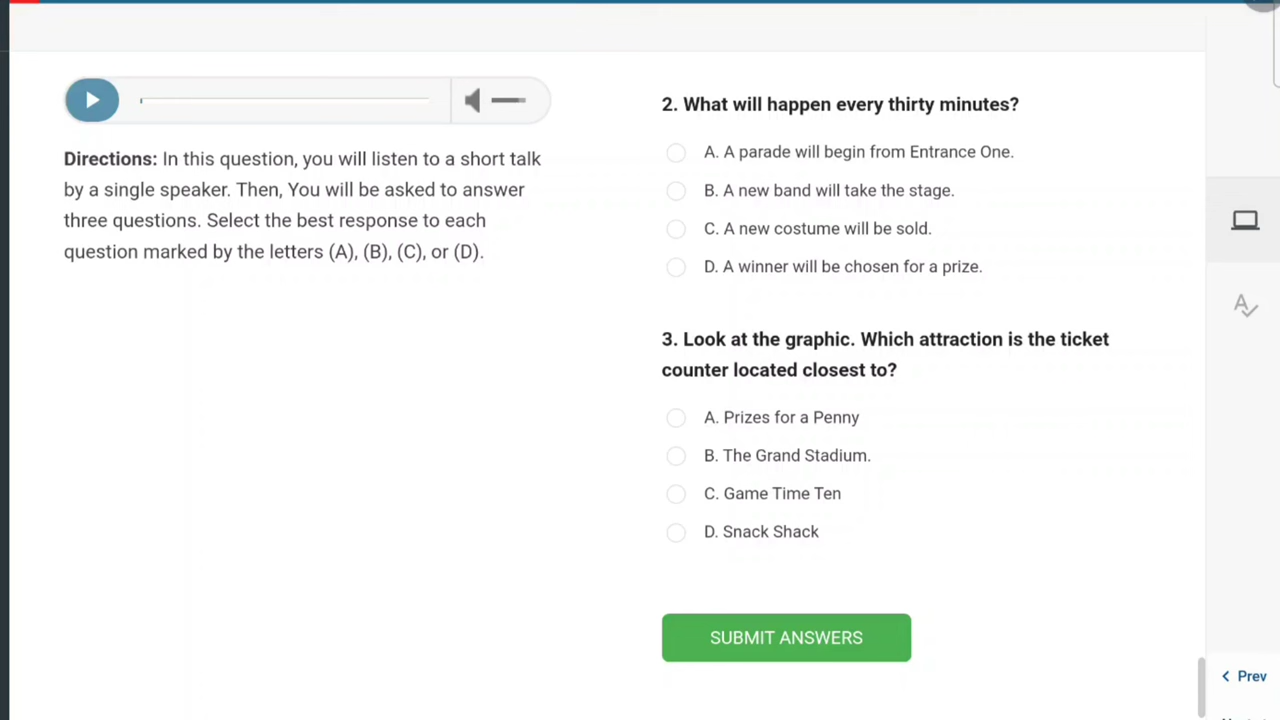 Directions: In this question, you will listen to a short talk
by a single speaker. Then, You will be asked to answer
three questions. Select the best response to each
question marked by the letters (A), (B), (C), or (D).
2. What will happen every thirty minutes?
A. A parade will begin from Entrance One.
B. A new band will take the stage.
C. A new costume will be sold.
D. A winner will be chosen for a prize.
3. Look at the graphic. Which attraction is the ticket
counter located closest to?
A. Prizes for a Penny
B. The Grand Stadium.
C. Game Time Ten
D. Snack Shack
SUBMIT ANSWERS
Prev